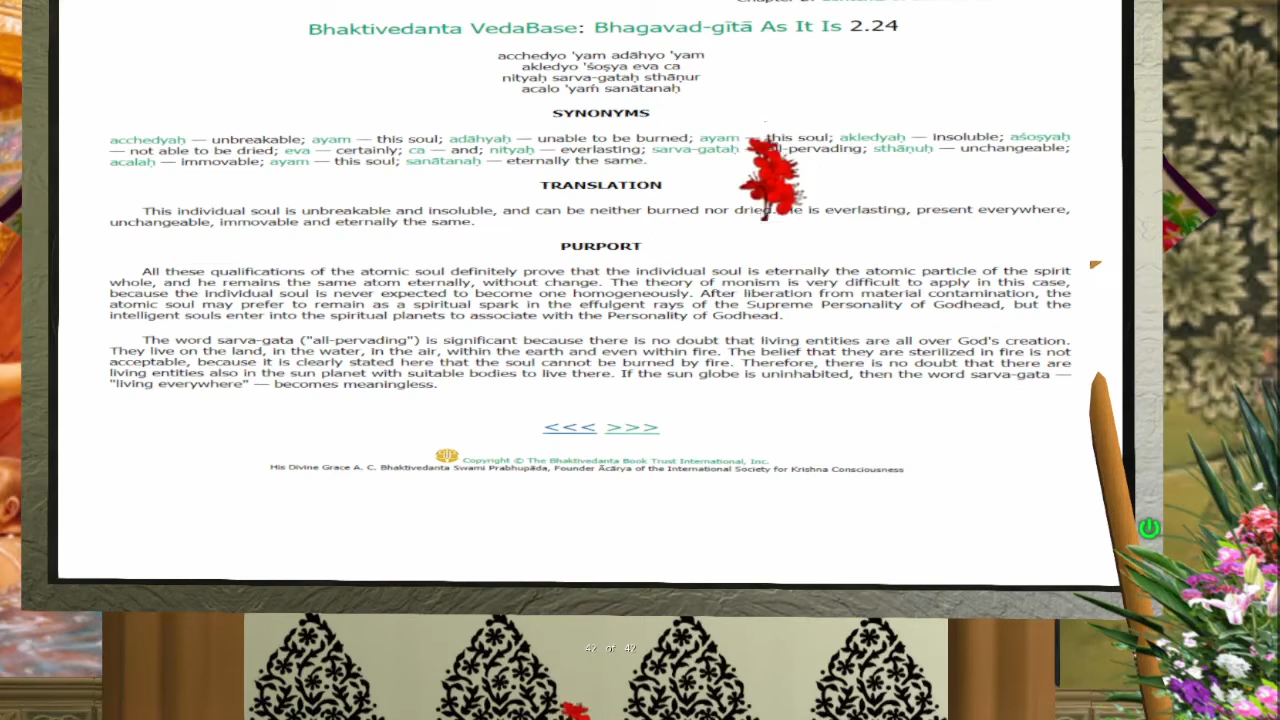 Bhaktivedanta VedaBase: Bhagavad-gītā As It Is 2.24
acchedyo 'yam adāhyo 'yam
akledyo 'śoṣya eva ca
nityaḥ sarva-gataḥ sthāṇur
acalo 'yaḿ sanātanaḥ
SYNONYMS
acchedyaḥ — unbreakable; ayam — this soul; adāhyaḥ — unable to be burned; ayam — this soul; akledyaḥ — insoluble; aśoṣyaḥ
— not able to be dried; eva — certainly; ca — and; nityaḥ — everlasting; sarva-gataḥ — all-pervading; sthāṇuḥ — unchangeable;
acalaḥ — immovable; ayam — this soul; sanātanaḥ — eternally the same.
TRANSLATION
This individual soul is unbreakable and insoluble, and can be neither burned nor dried. He is everlasting, present everywhere,
unchangeable, immovable and eternally the same.
PURPORT
All these qualifications of the atomic soul definitely prove that the individual soul is eternally the atomic particle of the spirit
whole, and he remains the same atom eternally, without change. The theory of monism is very difficult to apply in this case,
because the individual soul is never expected to become one homogeneously. After liberation from material contamination, the
atomic soul may prefer to remain as a spiritual spark in the effulgent rays of the Supreme Personality of Godhead, but the
intelligent souls enter into the spiritual planets to associate with the Personality of Godhead.
The word sarva-gata ("all-pervading") is significant because there is no doubt that living entities are all over God's creation.
They live on the land, in the water, in the air, within the earth and even within fire. The belief that they are sterilized in fire is not
acceptable, because it is clearly stated here that the soul cannot be burned by fire. Therefore, there is no doubt that there are
living entities also in the sun planet with suitable bodies to live there. If the sun globe is uninhabited, then the word sarva-gata —
"living everywhere" — becomes meaningless.
<<< >>>
Copyright © The Bhaktivedanta Book Trust International, Inc.
His Divine Grace A. C. Bhaktivedanta Swami Prabhupāda, Founder Ācārya of the International Society for Krishna Consciousness
42 of 42